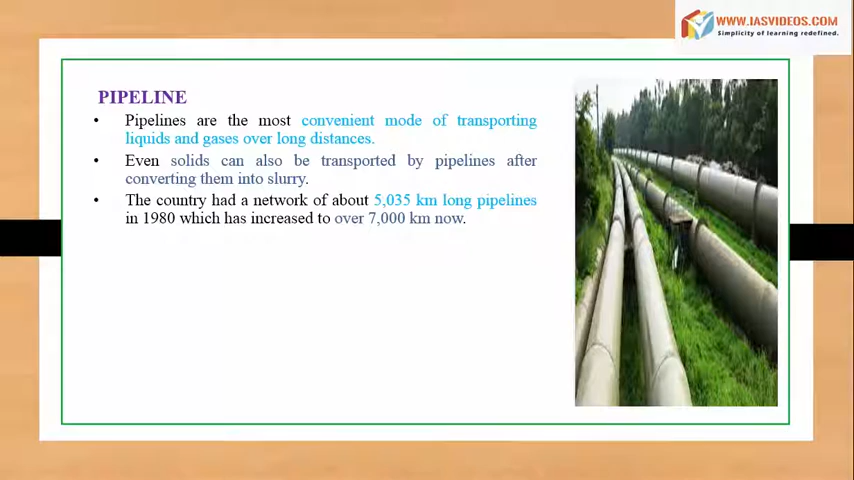 WWW.IASVIDEOS.COM
Simplicity of learning redefined.
PIPELINE
• Pipelines are the most convenient mode of transporting
liquids and gases over long distances.
• Even solids can also be transported by pipelines after
converting them into slurry.
• The country had a network of about 5,035 km long pipelines
in 1980 which has increased to over 7,000 km now.